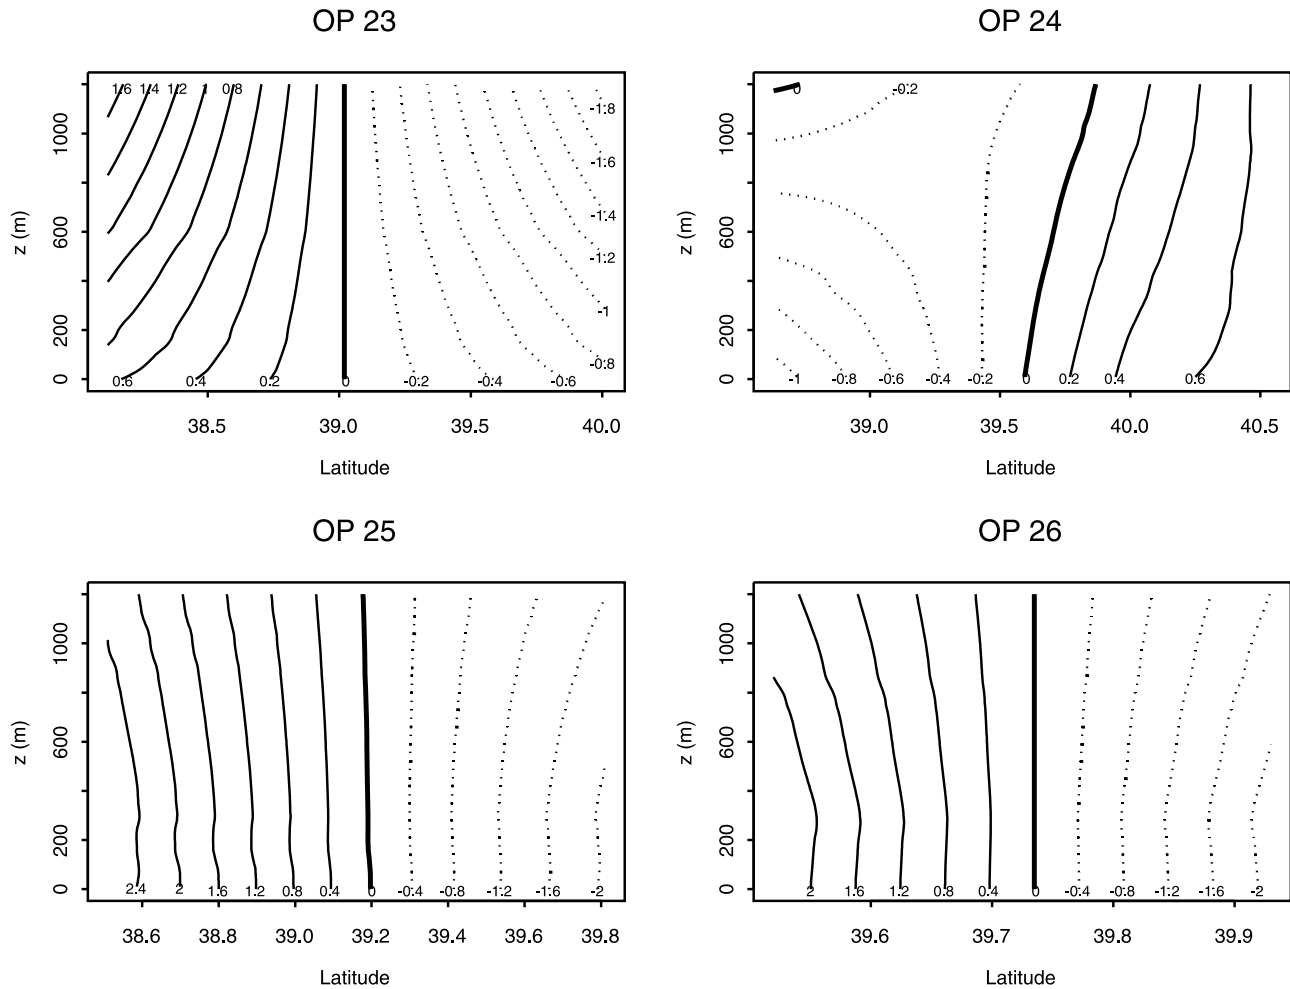 OP 23
1.6 1.4 1.2 1 0.8
-1.8
-1.6
-1.4
-1.2
-1
-0.8
0.6 0.4 0.2 0 -0.2 -0.4 -0.6
z (m)
0 200 600 1000
38.5 39.0 39.5 40.0
Latitude
OP 24
0 -0.2
-1 -0.8 -0.6 -0.4 -0.2 0 0.2 0.4 0.6
z (m)
0 200 600 1000
39.0 39.5 40.0 40.5
Latitude
OP 25
2.4 2 1.6 1.2 0.8 0.4 0 -0.4 -0.8 -1.2 -1.6 -2
z (m)
0 200 600 1000
38.6 38.8 39.0 39.2 39.4 39.6 39.8
Latitude
OP 26
2 1.6 1.2 0.8 0.4 0 -0.4 -0.8 -1.2 -1.6 -2
z (m)
0 200 600 1000
39.6 39.7 39.8 39.9
Latitude